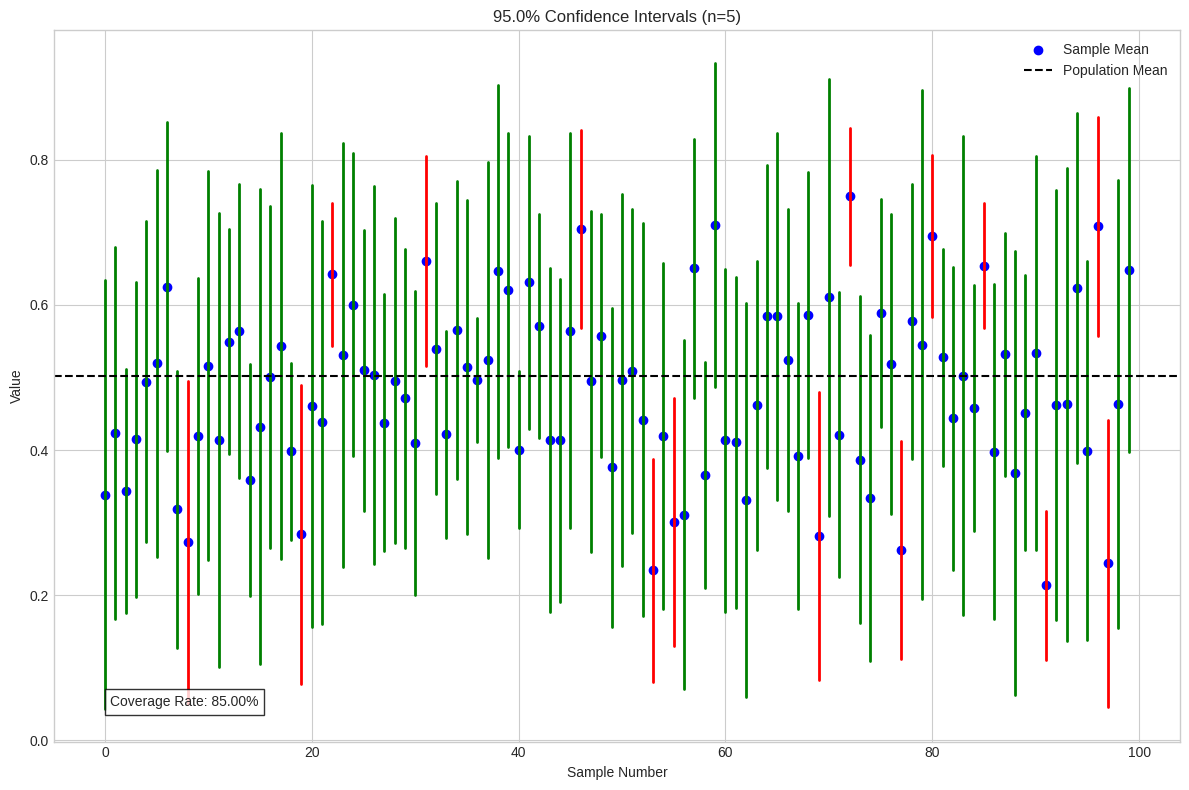 95.0% Confidence Intervals (n=5)
Sample Mean
Population Mean
Value
0.8
0.6
0.4
0.2
0.0
Coverage Rate: 85.00%
0 20 40 60 80 100
Sample Number